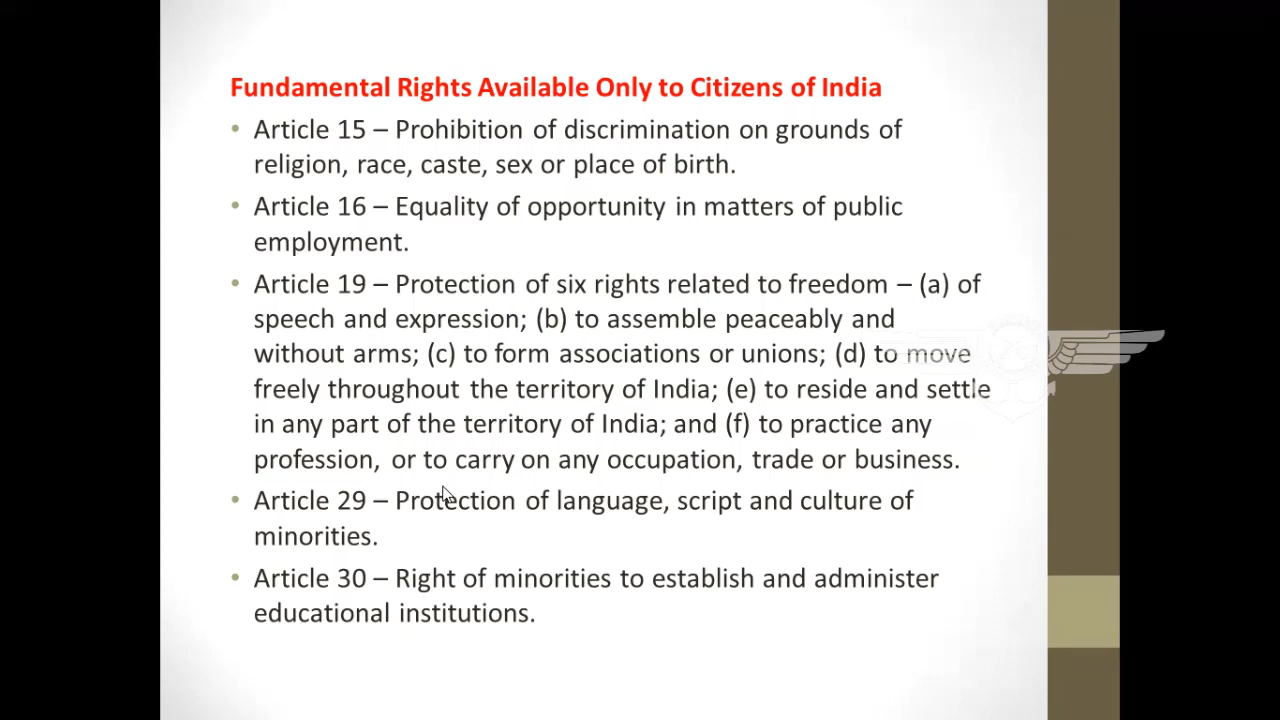 Fundamental Rights Available Only to Citizens of India
• Article 15 – Prohibition of discrimination on grounds of
religion, race, caste, sex or place of birth.
• Article 16 – Equality of opportunity in matters of public
employment.
• Article 19 – Protection of six rights related to freedom – (a) of
speech and expression; (b) to assemble peaceably and
without arms; (c) to form associations or unions; (d) to move
freely throughout the territory of India; (e) to reside and settle
in any part of the territory of India; and (f) to practice any
profession, or to carry on any occupation, trade or business.
• Article 29 – Protection of language, script and culture of
minorities.
• Article 30 – Right of minorities to establish and administer
educational institutions.